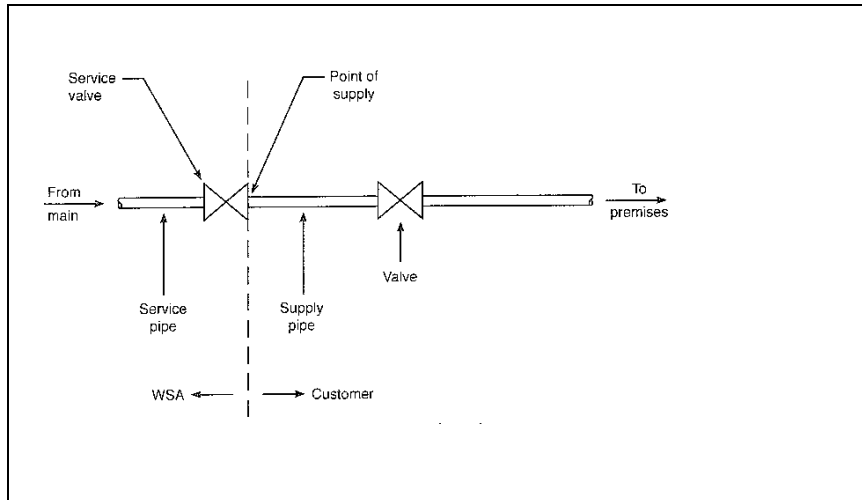 Service
valve
Point of
supply
From
main
To
premises
Valve
Service
pipe
Supply
pipe
WSA
Customer